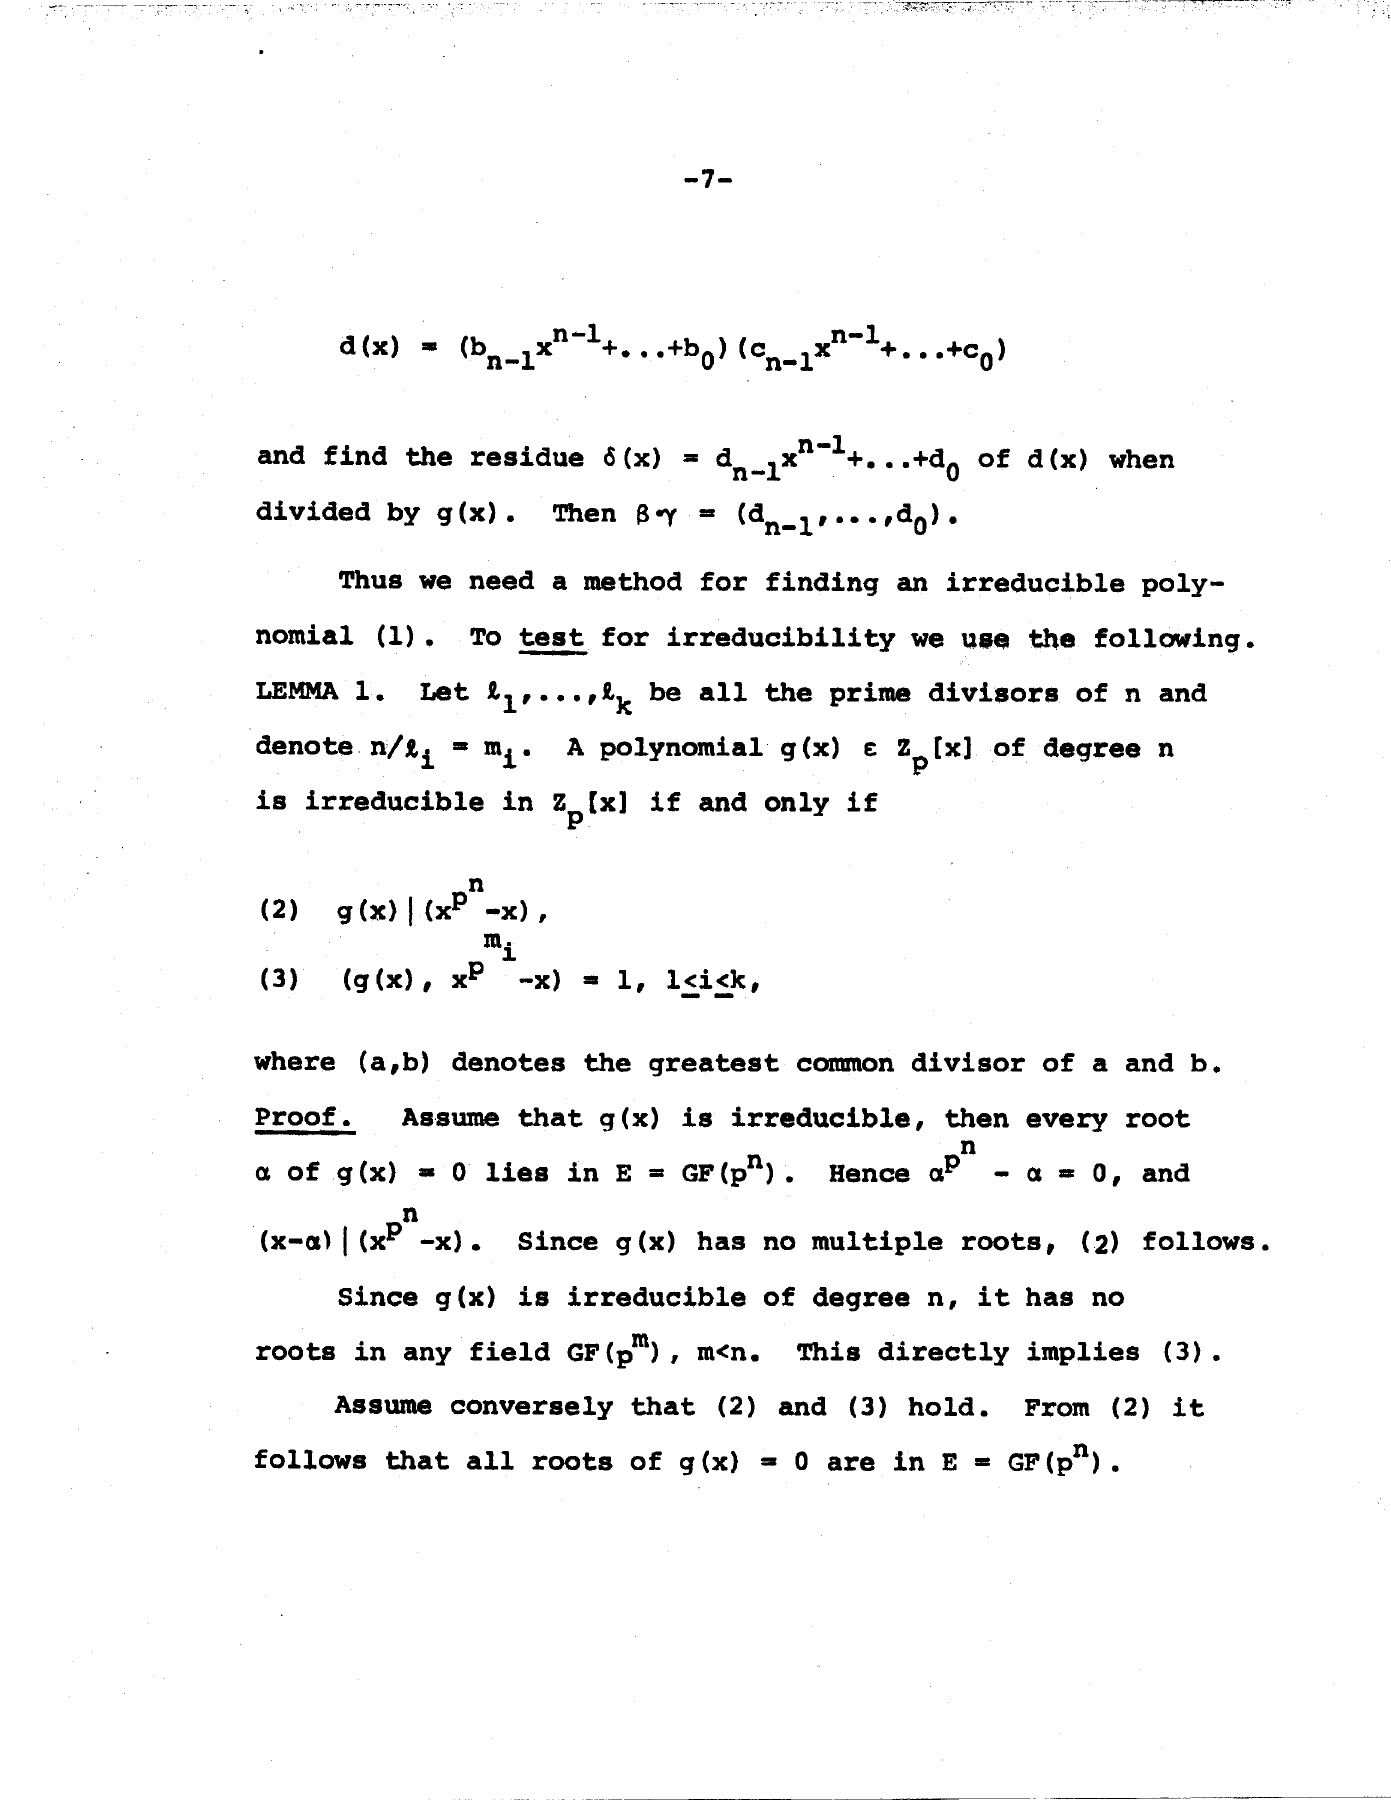 -7-
d(x) = (b_{n-1}x^{n-1}+...+b_0)(c_{n-1}x^{n-1}+...+c_0)
and find the residue δ(x) = d_{n-1}x^{n-1}+...+d_0 of d(x) when
divided by g(x). Then β·γ = (d_{n-1},...,d_0).
Thus we need a method for finding an irreducible poly-
nomial (1). To test for irreducibility we use the following.
LEMMA 1. Let ℓ_1,...,ℓ_k be all the prime divisors of n and
denote n/ℓ_i = m_i. A polynomial g(x) ε Z_p[x] of degree n
is irreducible in Z_p[x] if and only if
(2) g(x)|(x^{p^n}-x),
(3) (g(x), x^{p^{m_i}}-x) = 1, 1≤i≤k,
where (a,b) denotes the greatest common divisor of a and b.
Proof. Assume that g(x) is irreducible, then every root
α of g(x) = 0 lies in E = GF(p^n). Hence α^{p^n} - α = 0, and
(x-α)|(x^{p^n}-x). Since g(x) has no multiple roots, (2) follows.
Since g(x) is irreducible of degree n, it has no
roots in any field GF(p^m), m<n. This directly implies (3).
Assume conversely that (2) and (3) hold. From (2) it
follows that all roots of g(x) = 0 are in E = GF(p^n).